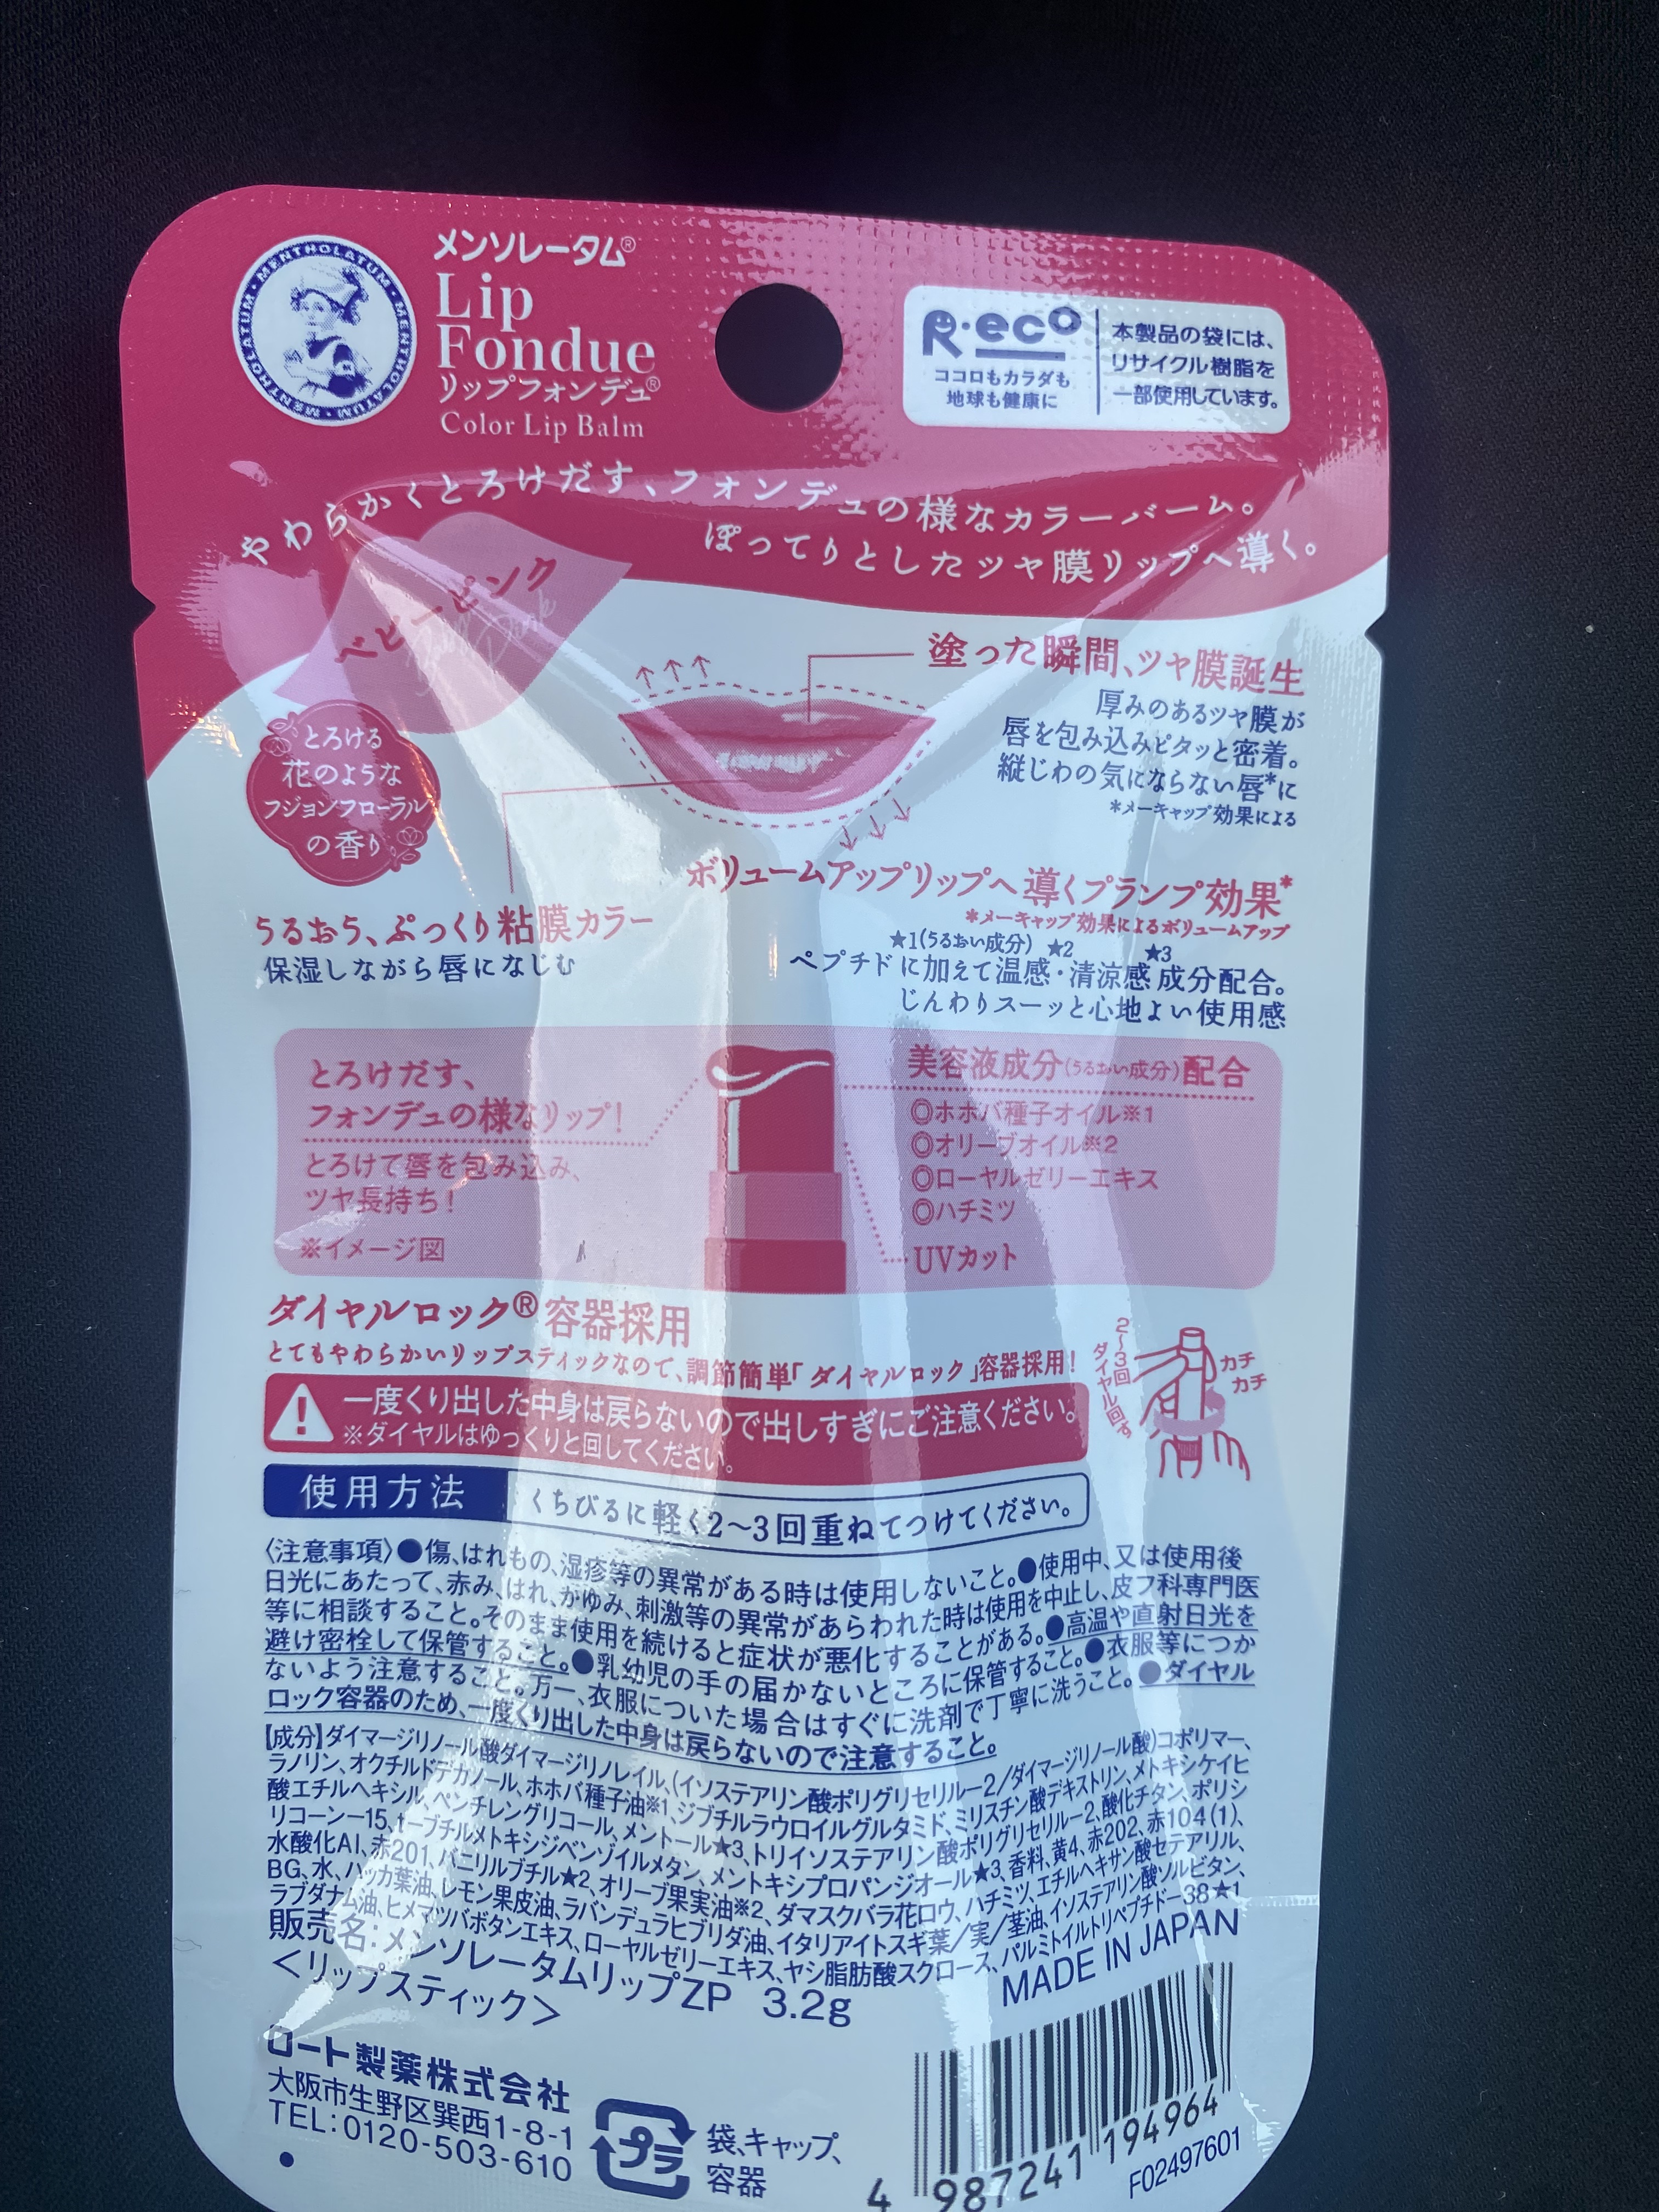 MENTHOLATUM・MENTHOLATUM・MENTHOLATUM
メンソレータム®
Lip
Fondue
リップフォンデュ®
Color Lip Balm
R・eco
ココロもカラダも
地球も健康に
本製品の袋には、
リサイクル樹脂を
一部使用しています。
やわらかくとろけだす、フォンデュの様なカラーバーム。
ぽってりとしたツヤ膜リップへ導く。
ベビーピンク
とろける
花のような
フジョンフローラル
の香り
塗った瞬間、ツヤ膜誕生
厚みのあるツヤ膜が
唇を包み込みピタッと密着。
縦じわの気にならない唇*に
*メーキャップ効果による
うるおう、ぷっくり粘膜カラー
保湿しながら唇になじむ
ボリュームアップリップへ導くプランプ効果*
*メーキャップ効果によるボリュームアップ
★1(うるおい成分) ★2 ★3
ペプチドに加えて温感・清涼感成分配合。
じんわりスーッと心地よい使用感
とろけだす、
フォンデュの様なリップ!
とろけて唇を包み込み、
ツヤ長持ち!
※イメージ図
美容液成分(うるおい成分)配合
◎ホホバ種子オイル※1
◎オリーブオイル※2
◎ローヤルゼリーエキス
◎ハチミツ
UVカット
ダイヤルロック®容器採用
とてもやわらかいリップスティックなので、調節簡単「ダイヤルロック」容器採用!
一度くり出した中身は戻らないので出しすぎにご注意ください。
※ダイヤルはゆっくりと回してください。
2〜3回
ダイヤル回す
カチ
カチ
使用方法
くちびるに軽く2〜3回重ねてつけてください。
〈注意事項〉●傷、はれもの、湿疹等の異常がある時は使用しないこと。●使用中、又は使用後
日光にあたって、赤み、はれ、かゆみ、刺激等の異常があらわれた時は使用を中止し、皮フ科専門医
等に相談すること。そのまま使用を続けると症状が悪化することがある。●高温や直射日光を
避け密栓して保管すること。●乳幼児の手の届かないところに保管すること。●衣服等につか
ないよう注意すること。万一、衣服についた場合はすぐに洗剤で丁寧に洗うこと。●ダイヤル
ロック容器のため、一度くり出した中身は戻らないので注意すること。
【成分】ダイマージリノール酸ダイマージリノレイル、(イソステアリン酸ポリグリセリル－2/ダイマージリノール酸)コポリマー、
ラノリン、オクチルドデカノール、ホホバ種子油※1、ジブチルラウロイルグルタミド、ミリスチン酸デキストリン、メトキシケイヒ
酸エチルヘキシル、ペンチレングリコール、メントール★3、トリイソステアリン酸ポリグリセリル－2、酸化チタン、ポリシ
リコーン－15、t－ブチルメトキシジベンゾイルメタン、メントキシプロパンジオール★3、香料、黄4、赤202、赤104(1)、
水酸化Al、赤201、バニリルブチル★2、オリーブ果実油※2、ダマスクバラ花ロウ、ハチミツ、エチルヘキサン酸セテアリル、
BG、水、ハッカ葉油、レモン果皮油、ラバンデュラヒブリダ油、イタリアイトスギ葉/実/茎油、イソステアリン酸ソルビタン、
ラブダナム油、ヒメマツバボタンエキス、ローヤルゼリーエキス、ヤシ脂肪酸スクロース、パルミトイルトリペプチド－38★1
販売名:メンソレータムリップZP 3.2g
<リップスティック>
MADE IN JAPAN
ロート製薬株式会社
大阪市生野区巽西1-8-1
TEL:0120-503-610
プラ
袋、キャップ、
容器
4 987241 194964
F02497601